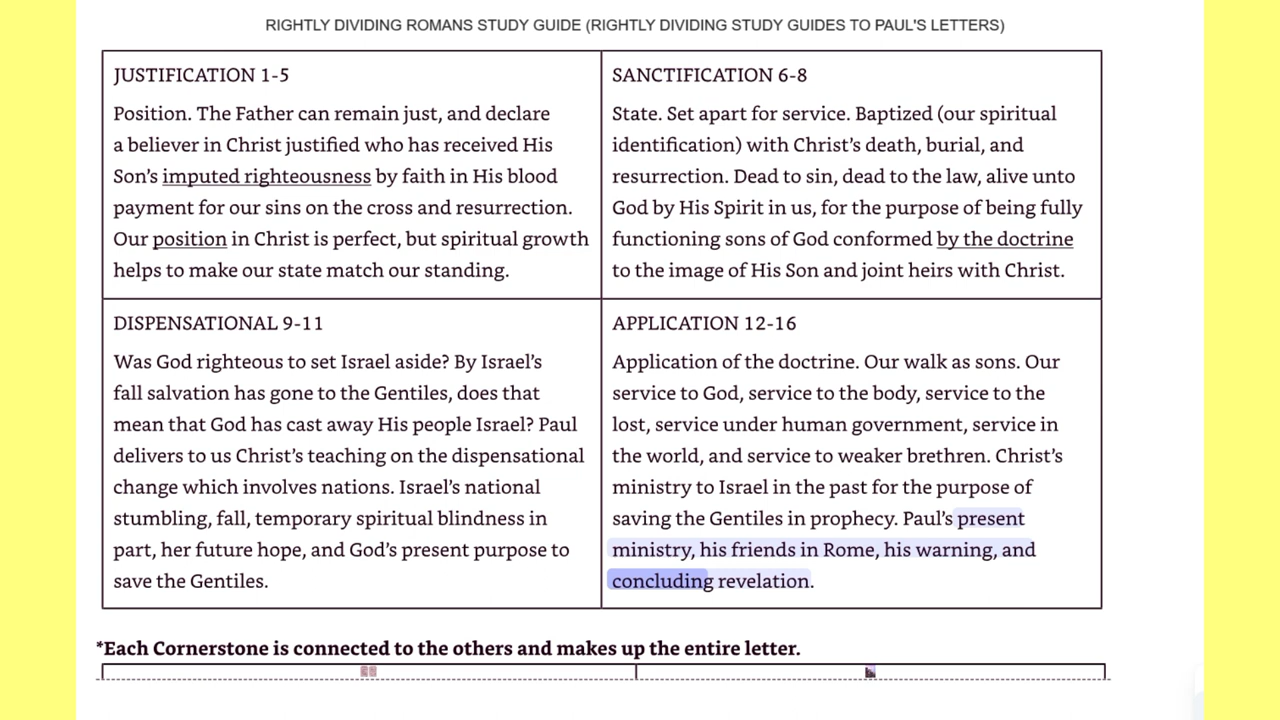 RIGHTLY DIVIDING ROMANS STUDY GUIDE (RIGHTLY DIVIDING STUDY GUIDES TO PAUL'S LETTERS)
JUSTIFICATION 1-5
Position. The Father can remain just, and declare
a believer in Christ justified who has received His
Son’s imputed righteousness by faith in His blood
payment for our sins on the cross and resurrection.
Our position in Christ is perfect, but spiritual growth
helps to make our state match our standing.
SANCTIFICATION 6-8
State. Set apart for service. Baptized (our spiritual
identification) with Christ’s death, burial, and
resurrection. Dead to sin, dead to the law, alive unto
God by His Spirit in us, for the purpose of being fully
functioning sons of God conformed by the doctrine
to the image of His Son and joint heirs with Christ.
DISPENSATIONAL 9-11
Was God righteous to set Israel aside? By Israel’s
fall salvation has gone to the Gentiles, does that
mean that God has cast away His people Israel? Paul
delivers to us Christ’s teaching on the dispensational
change which involves nations. Israel’s national
stumbling, fall, temporary spiritual blindness in
part, her future hope, and God’s present purpose to
save the Gentiles.
APPLICATION 12-16
Application of the doctrine. Our walk as sons. Our
service to God, service to the body, service to the
lost, service under human government, service in
the world, and service to weaker brethren. Christ’s
ministry to Israel in the past for the purpose of
saving the Gentiles in prophecy. Paul’s present
ministry, his friends in Rome, his warning, and
concluding revelation.
*Each Cornerstone is connected to the others and makes up the entire letter.